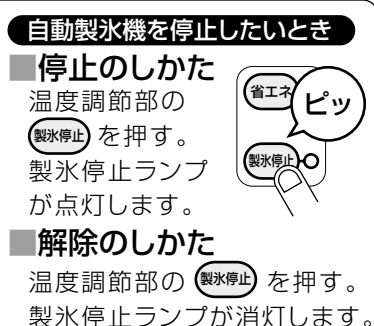 自動製氷機を停止したいとき
■停止のしかた
温度調節部の
製氷停止 を押す。
製氷停止ランプ
が点灯します。
省エネ
ピッ
製氷停止
■解除のしかた
温度調節部の 製氷停止 を押す。
製氷停止ランプが消灯します。